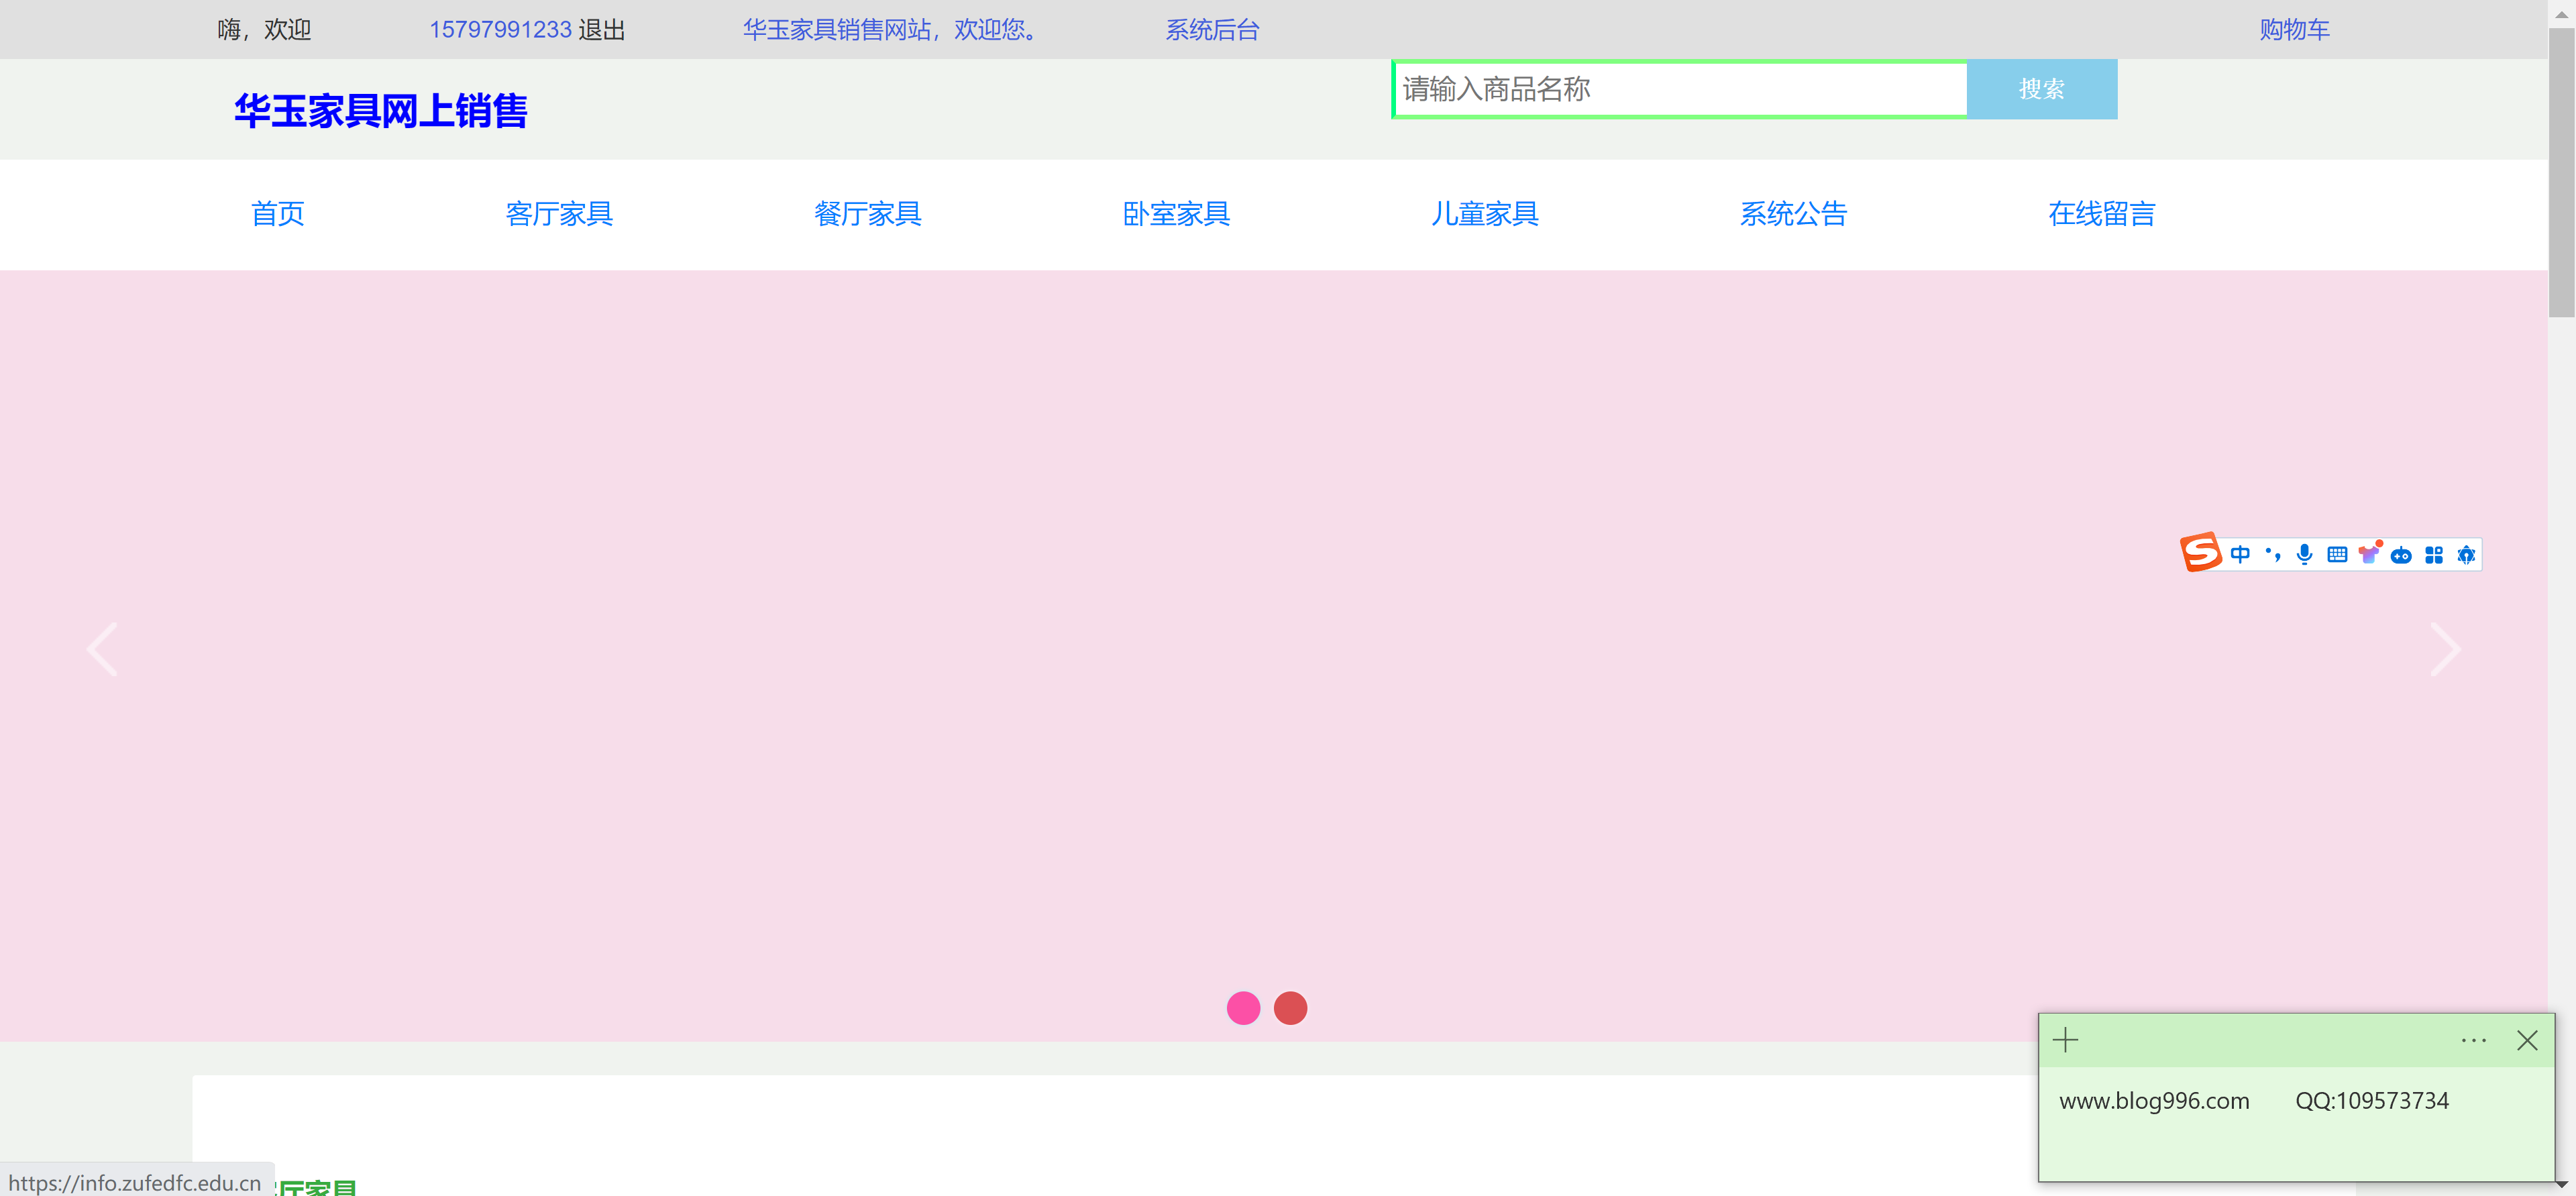 嗨，欢迎 15797991233 退出 华玉家具销售网站，欢迎您。 系统后台 购物车
华玉家具网上销售
请输入商品名称 搜索
首页 客厅家具 餐厅家具 卧室家具 儿童家具 系统公告 在线留言
中
www.blog996.com QQ:109573734
https://info.zufedfc.edu.cn
厅家具